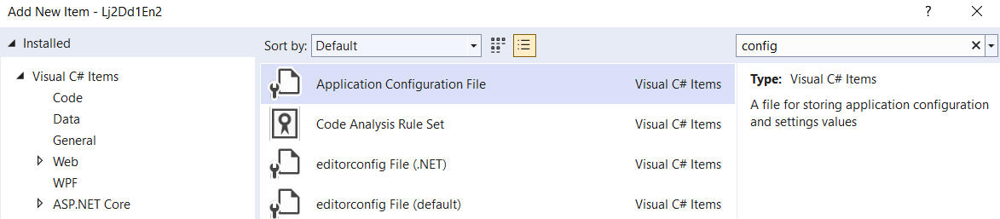 Add New Item - Lj2Dd1En2
Installed
Sort by: Default
config
Visual C# Items
Code
Data
General
Web
WPF
ASP.NET Core
Application Configuration File Visual C# Items
Code Analysis Rule Set Visual C# Items
editorconfig File (.NET) Visual C# Items
editorconfig File (default) Visual C# Items
Type: Visual C# Items
A file for storing application configuration
and settings values